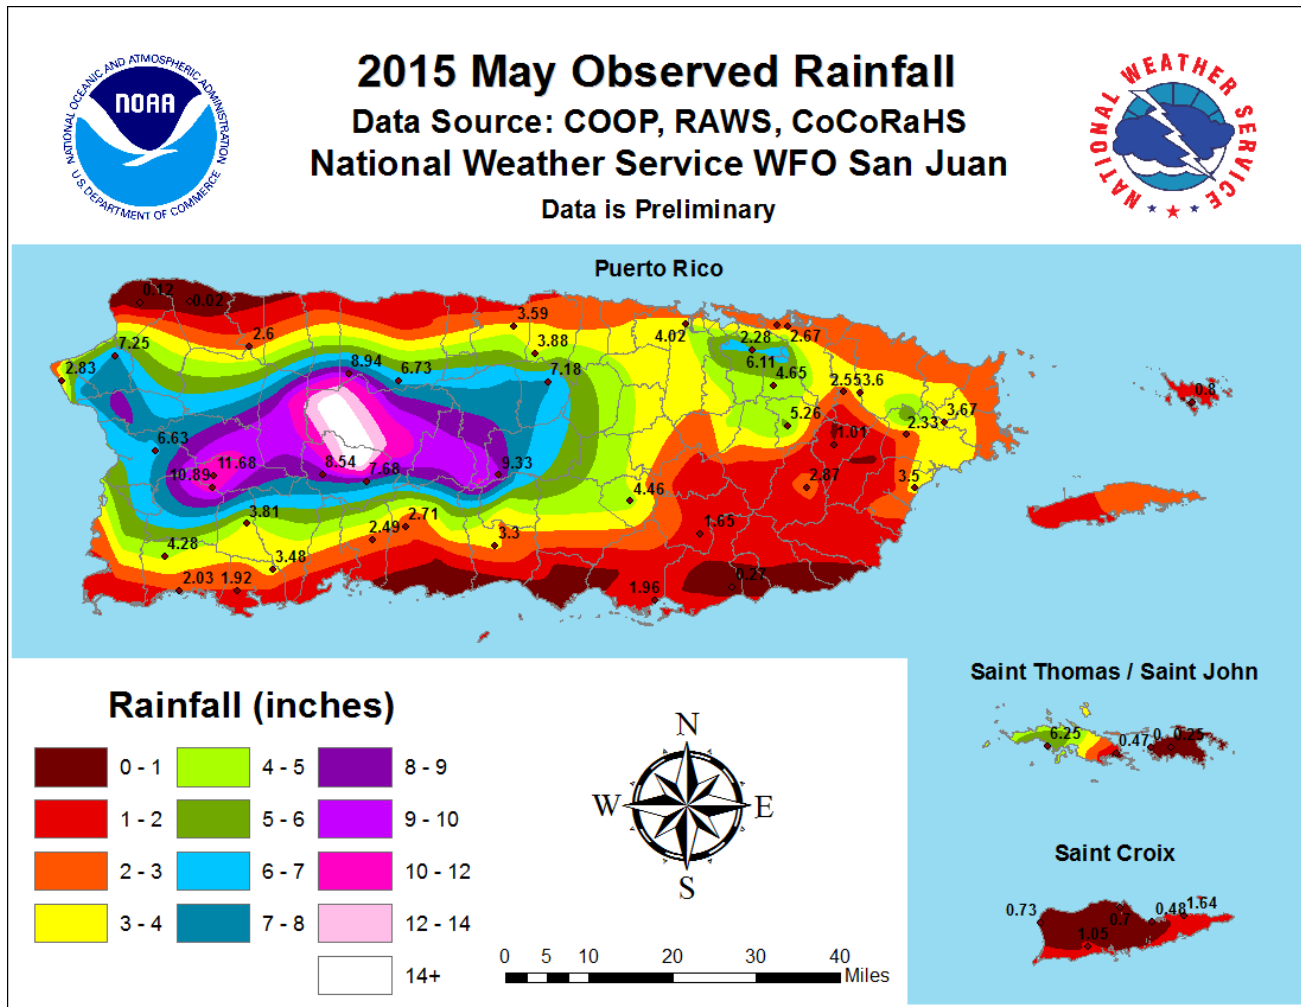 NATIONAL OCEANIC AND ATMOSPHERIC ADMINISTRATION
NOAA
U.S. DEPARTMENT OF COMMERCE
2015 May Observed Rainfall
Data Source: COOP, RAWS, CoCoRaHS
National Weather Service WFO San Juan
Data is Preliminary
NATIONAL WEATHER SERVICE
Puerto Rico
0.12
0.02
2.6
7.25
2.83
3.59
3.88
8.94
6.73
7.18
4.02
2.28
2.67
6.11
4.65
2.55
3.6
5.26
1.01
2.33
3.67
0.8
6.63
11.68
10.89
8.54
7.68
9.33
4.46
2.87
3.5
3.81
2.71
2.49
3.3
1.65
4.28
3.48
2.03
1.92
1.96
0.27
Saint Thomas / Saint John
6.25
0.47
0
0.25
Saint Croix
0.73
0.7
0.48
1.64
1.05
Rainfall (inches)
0 - 1
4 - 5
8 - 9
1 - 2
5 - 6
9 - 10
2 - 3
6 - 7
10 - 12
3 - 4
7 - 8
12 - 14
14+
N
W
E
S
0 5 10 20 30 40
Miles